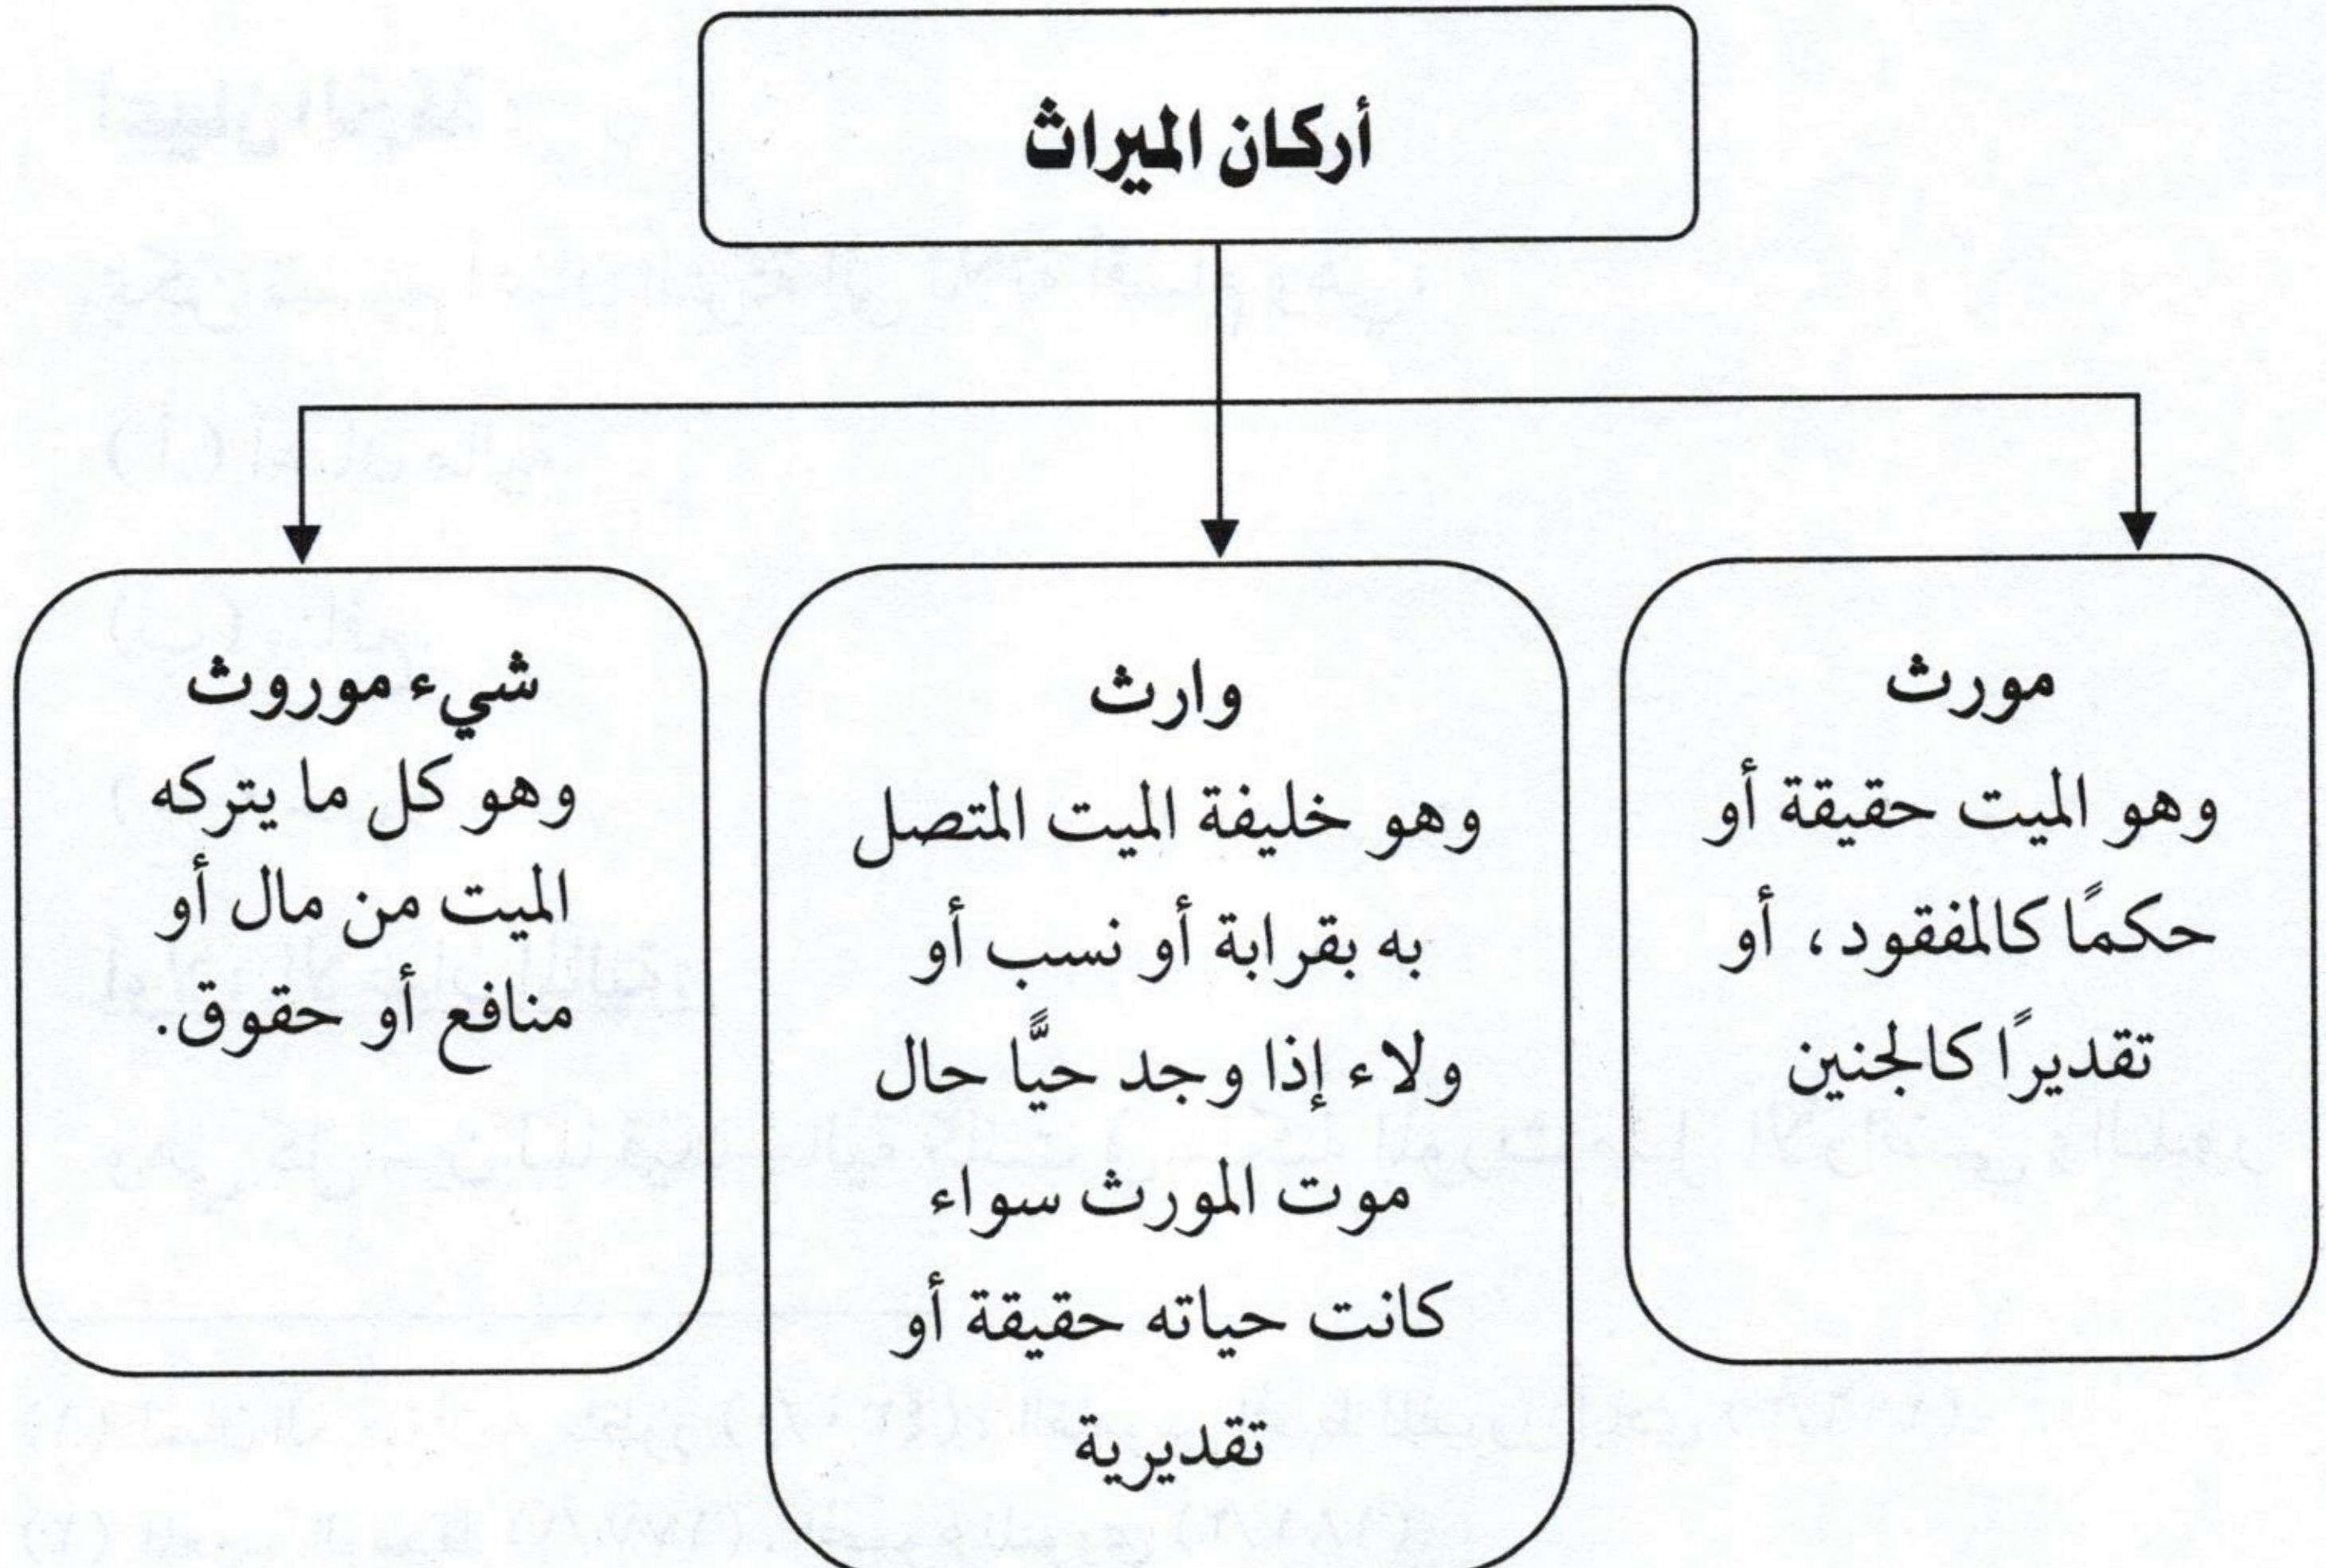 أركان الميراث
مورث
وهو الميت حقيقة أو
حكمًا كالمفقود، أو
تقديرًا كالجنين
وارث
وهو خليفة الميت المتصل
به بقرابة أو نسب أو
ولاء إذا وجد حيًّا حال
موت المورث سواء
كانت حياته حقيقة أو
تقديرية
شيء موروث
وهو كل ما يتركه
الميت من مال أو
منافع أو حقوق.